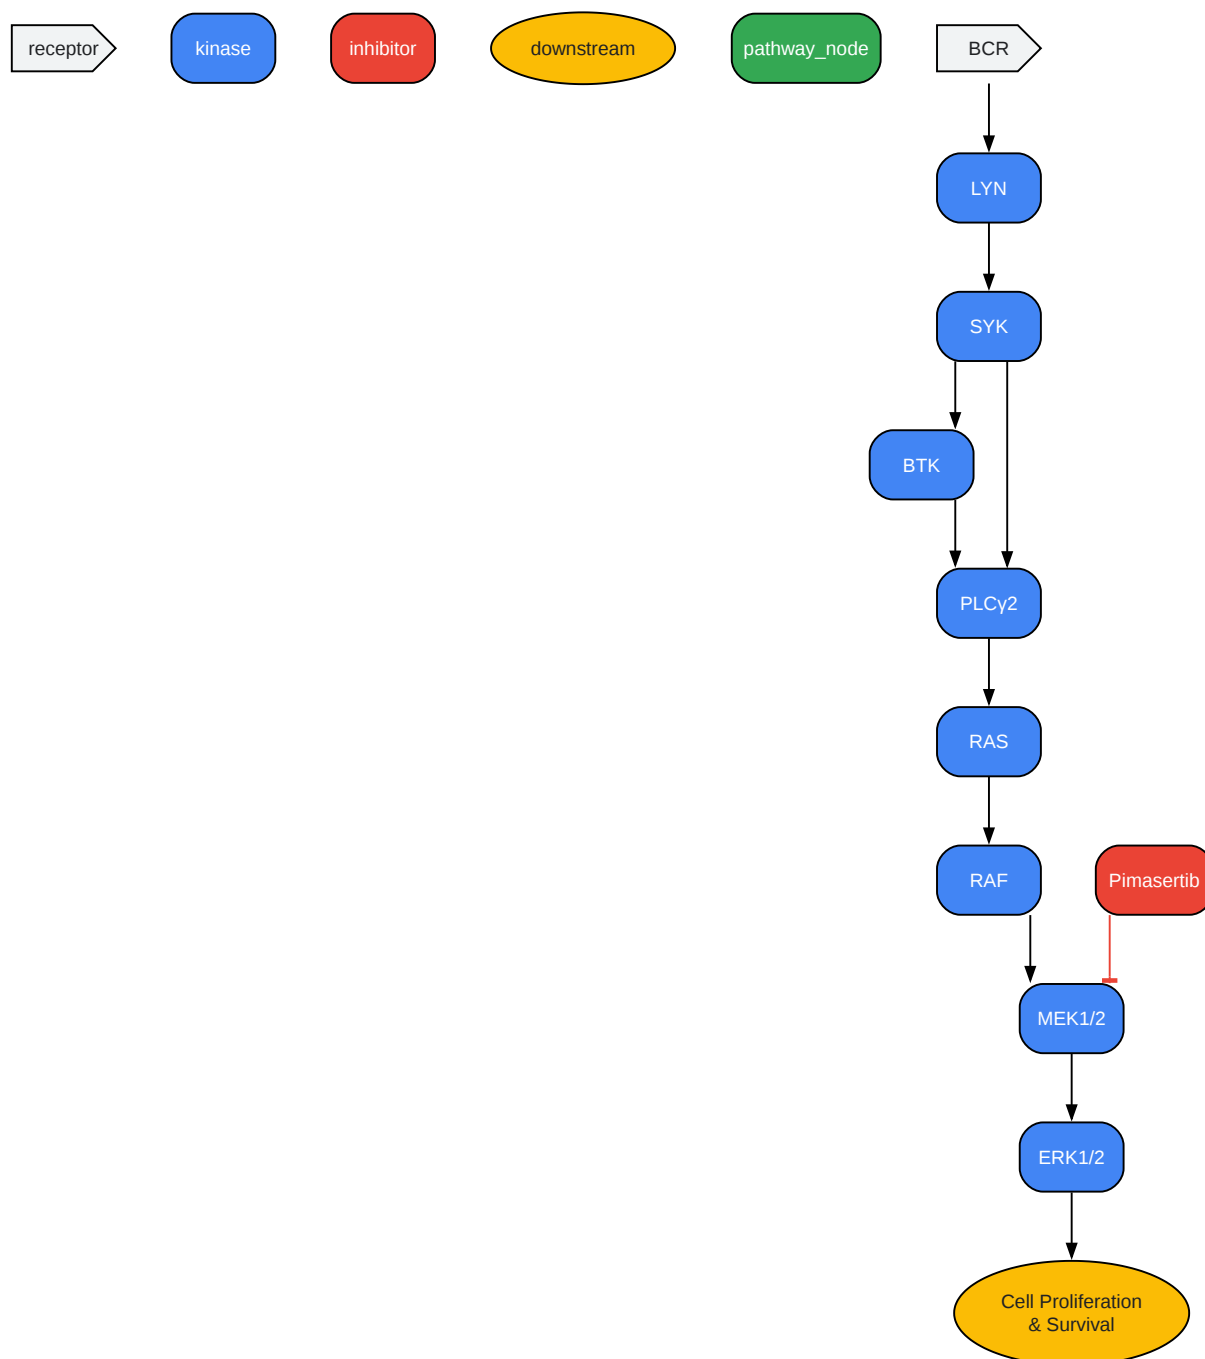 receptor
kinase
inhibitor
downstream
pathway_node
BCR
LYN
SYK
BTK
PLCγ2
RAS
RAF
Pimasertib
MEK1/2
ERK1/2
Cell Proliferation
& Survival